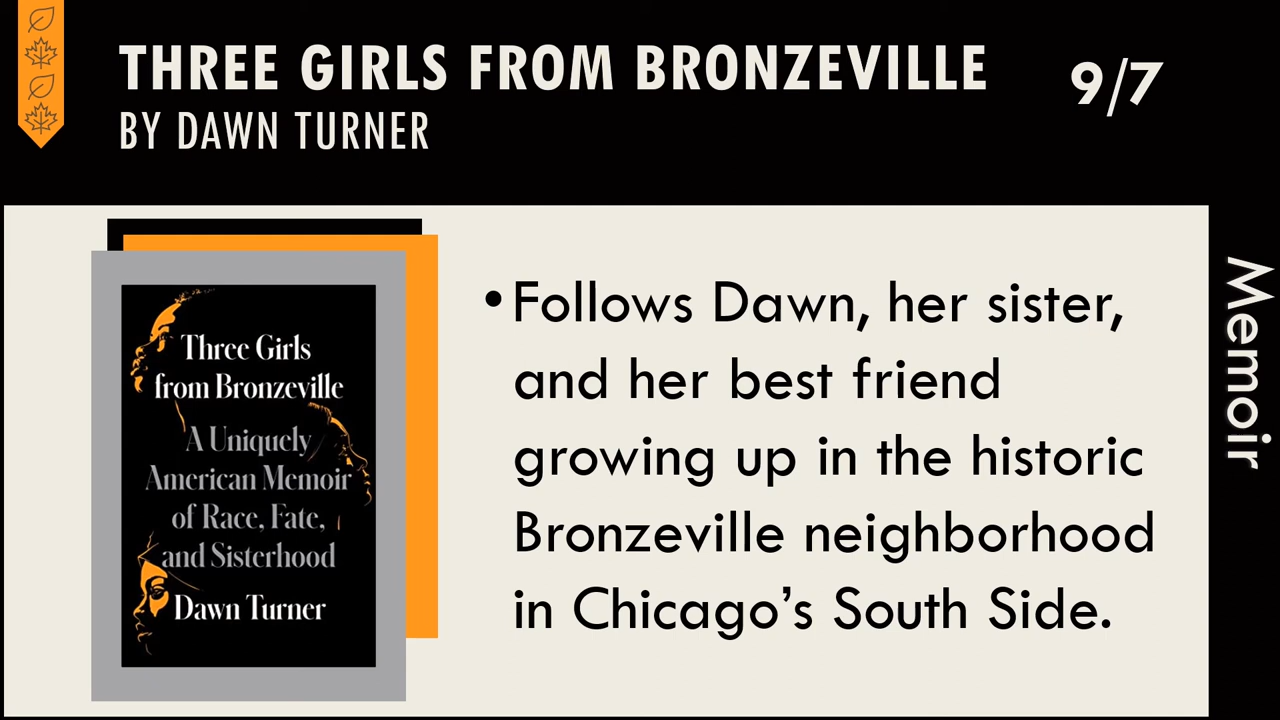 THREE GIRLS FROM BRONZEVILLE
BY DAWN TURNER
9/7
Three Girls
from Bronzeville
A Uniquely
American Memoir
of Race, Fate,
and Sisterhood
Dawn Turner
•Follows Dawn, her sister,
and her best friend
growing up in the historic
Bronzeville neighborhood
in Chicago’s South Side.
Memoir